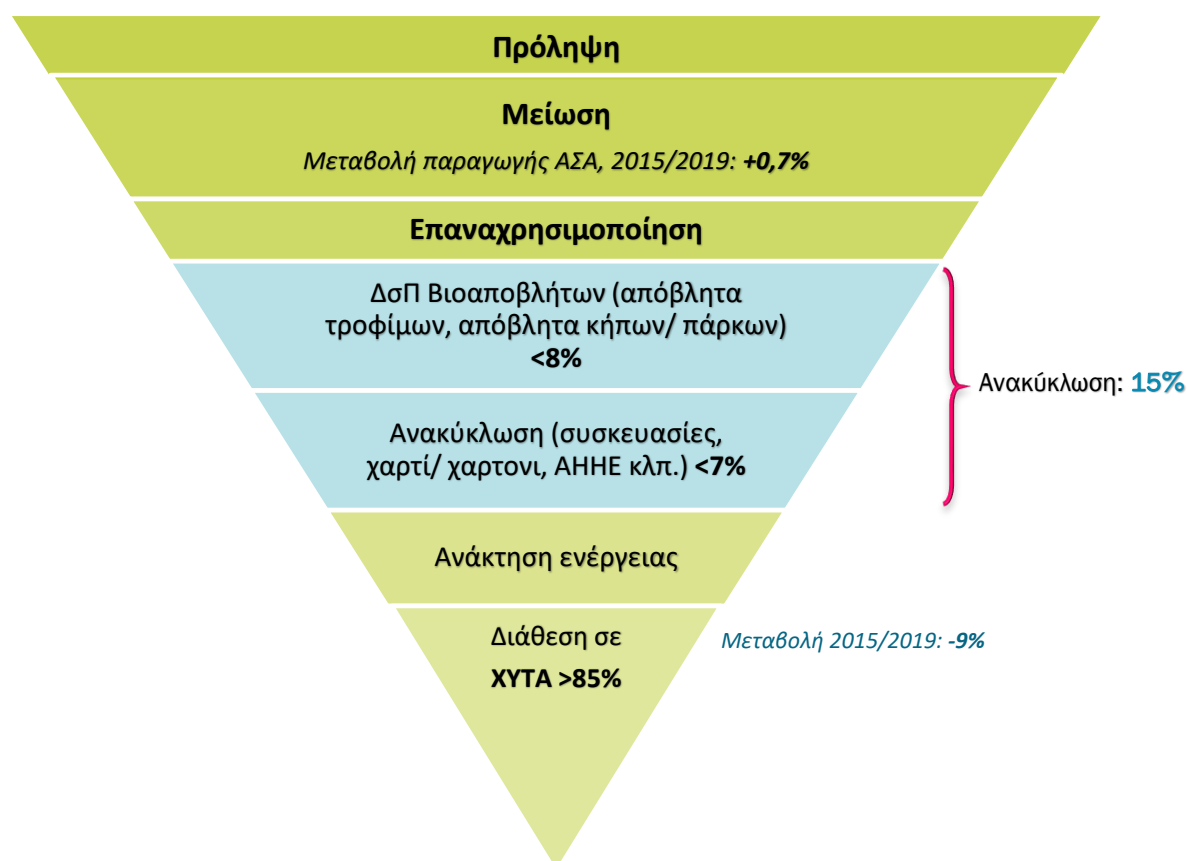 Πρόληψη
Μείωση
Μεταβολή παραγωγής ΑΣΑ, 2015/2019: +0,7%
Επαναχρησιμοποίηση
ΔσΠ Βιοαποβλήτων (απόβλητα
τροφίμων, απόβλητα κήπων/ πάρκων)
<8%
Ανακύκλωση: 15%
Ανακύκλωση (συσκευασίες,
χαρτί/ χαρτονι, ΑΗΗΕ κλπ.) <7%
Ανάκτηση ενέργειας
Διάθεση σε
ΧΥΤΑ >85%
Μεταβολή 2015/2019: -9%